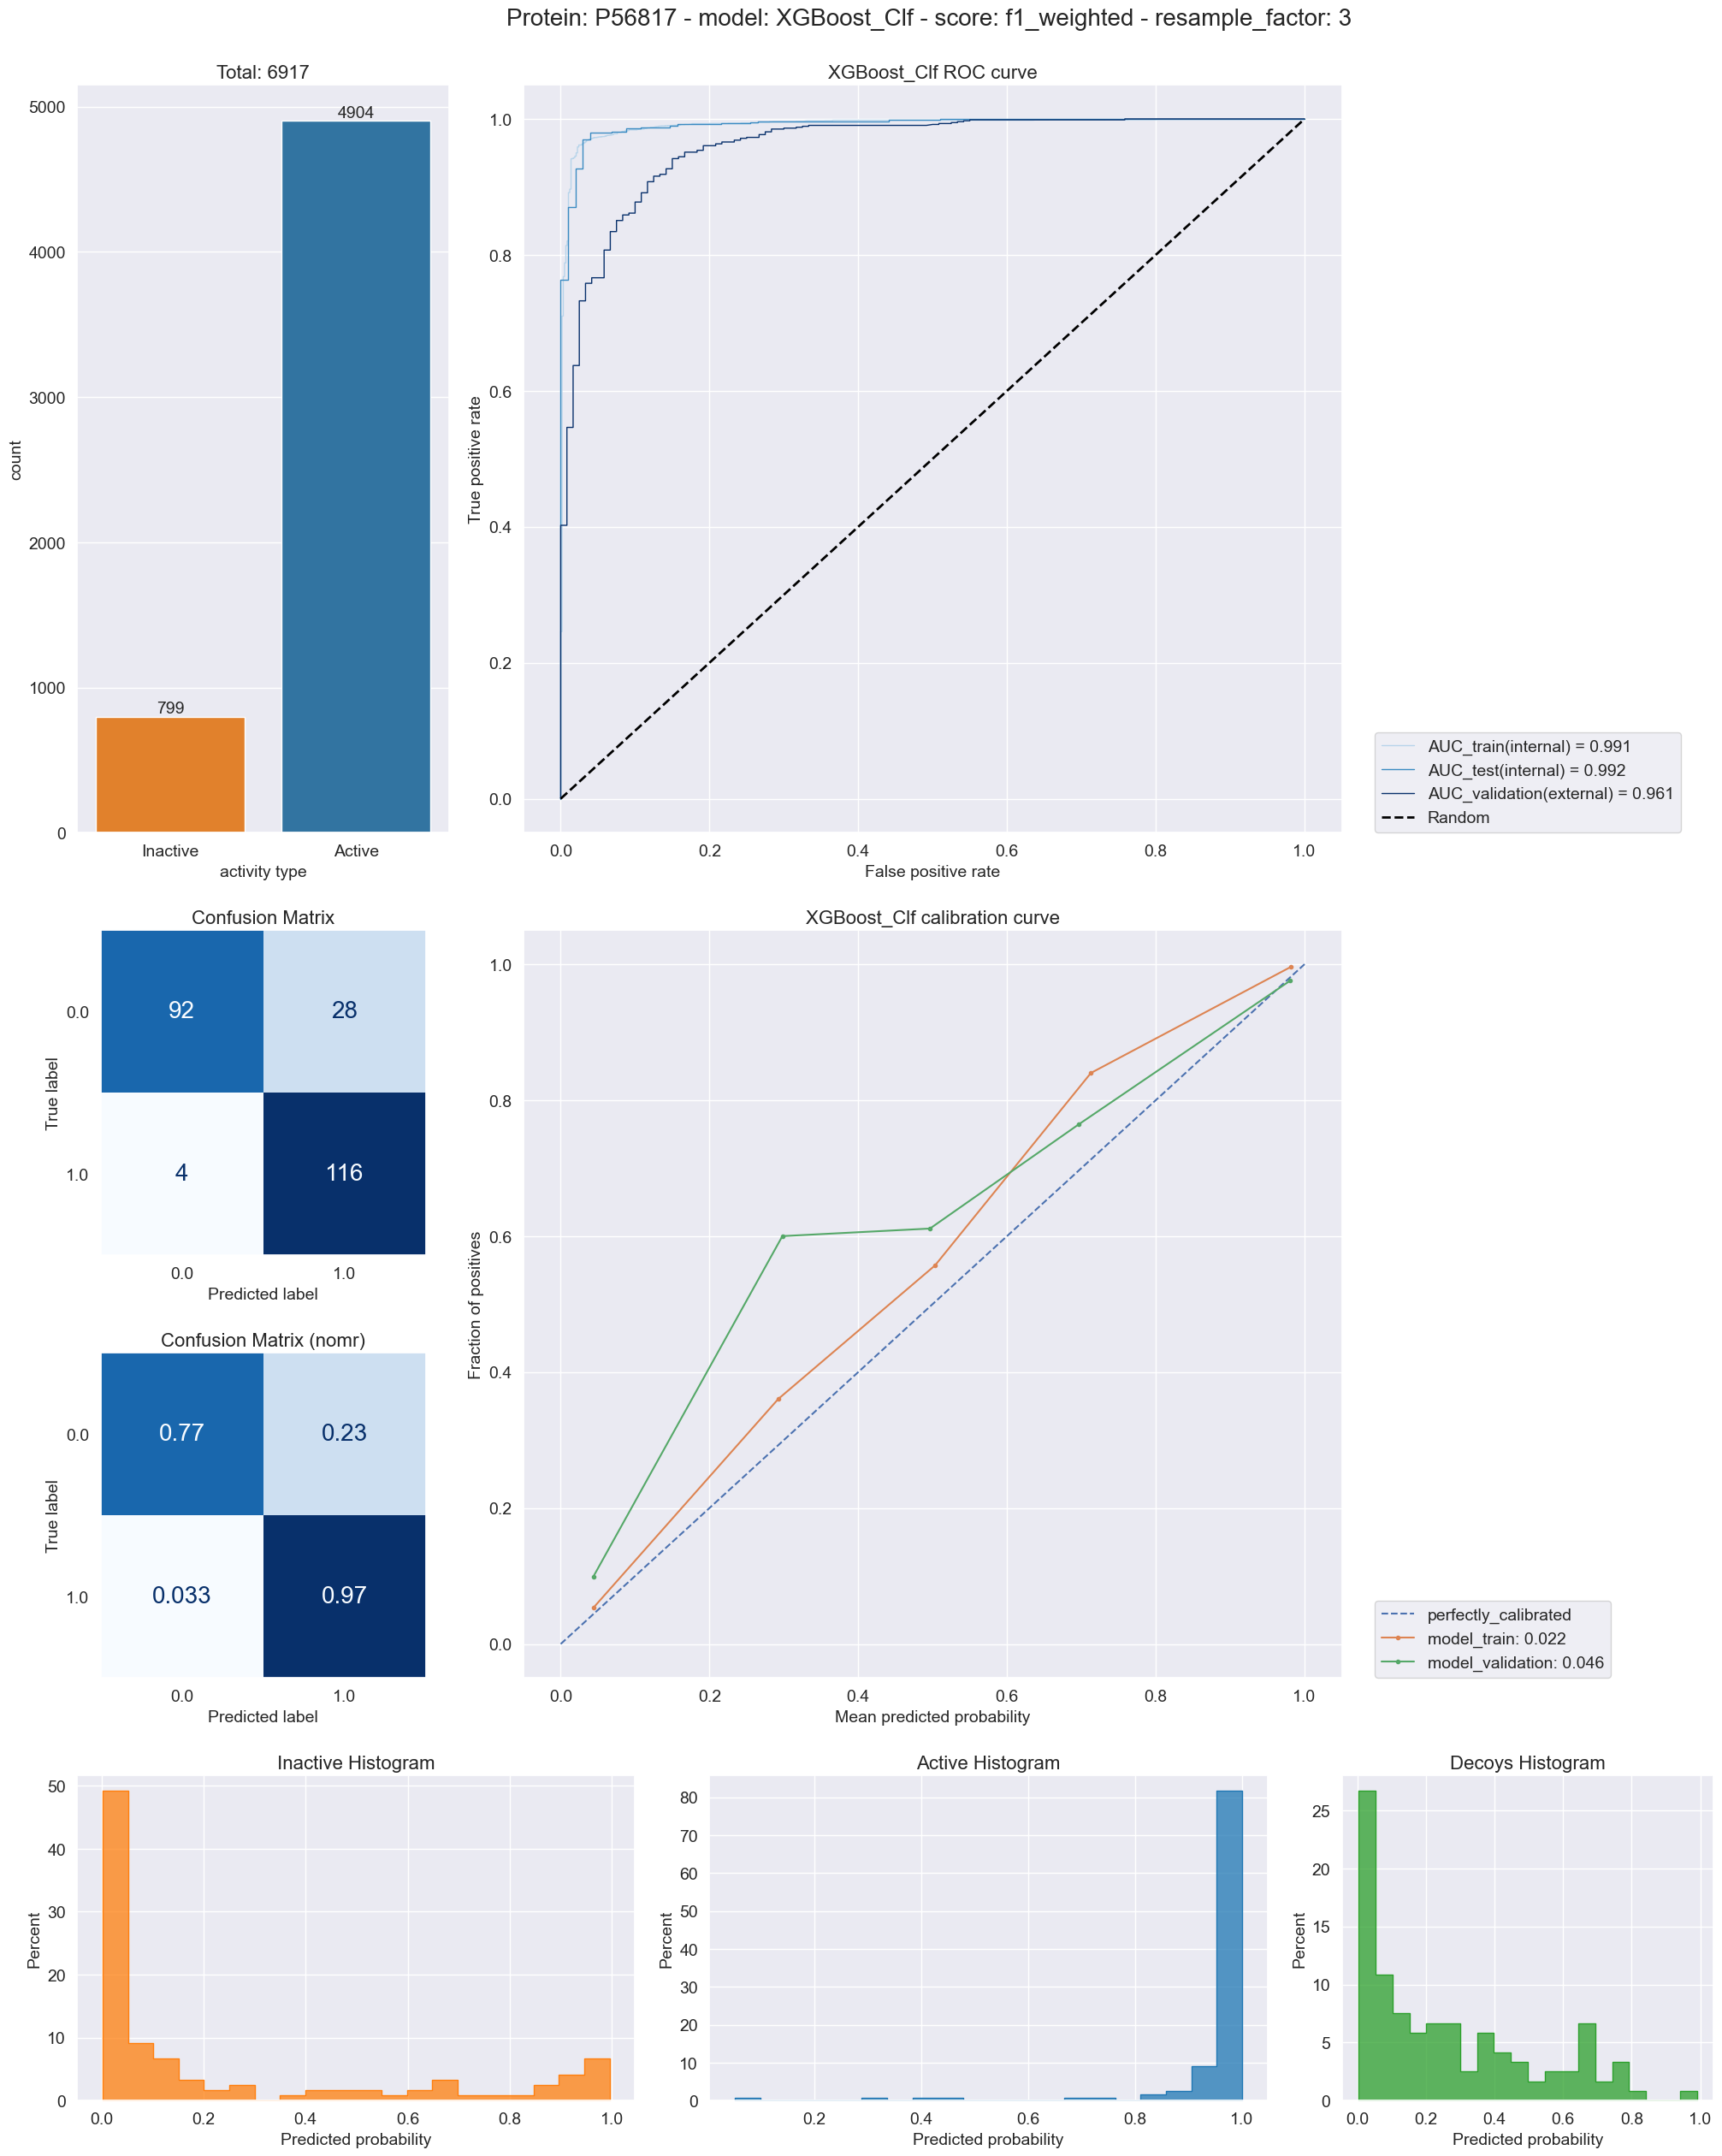 Protein: P56817 - model: XGBoost_Clf - score: f1_weighted - resample_factor: 3
Total: 6917
5000
4000
3000
2000
1000
0
count
4904
799
Inactive
Active
activity type
XGBoost_Clf ROC curve
1.0
0.8
0.6
0.4
0.2
0.0
True positive rate
0.0
0.2
0.4
0.6
0.8
1.0
False positive rate
AUC_train(internal) = 0.991
AUC_test(internal) = 0.992
AUC_validation(external) = 0.961
Random
Confusion Matrix
0.0
1.0
True label
92
28
4
116
0.0
1.0
Predicted label
Confusion Matrix (nomr)
0.0
1.0
True label
0.77
0.23
0.033
0.97
0.0
1.0
Predicted label
XGBoost_Clf calibration curve
1.0
0.8
0.6
0.4
0.2
0.0
Fraction of positives
0.0
0.2
0.4
0.6
0.8
1.0
Mean predicted probability
perfectly_calibrated
model_train: 0.022
model_validation: 0.046
Inactive Histogram
50
40
30
20
10
0
Percent
0.0
0.2
0.4
0.6
0.8
1.0
Predicted probability
Active Histogram
80
70
60
50
40
30
20
10
0
Percent
0.2
0.4
0.6
0.8
1.0
Predicted probability
Decoys Histogram
25
20
15
10
5
0
Percent
0.0
0.2
0.4
0.6
0.8
1.0
Predicted probability